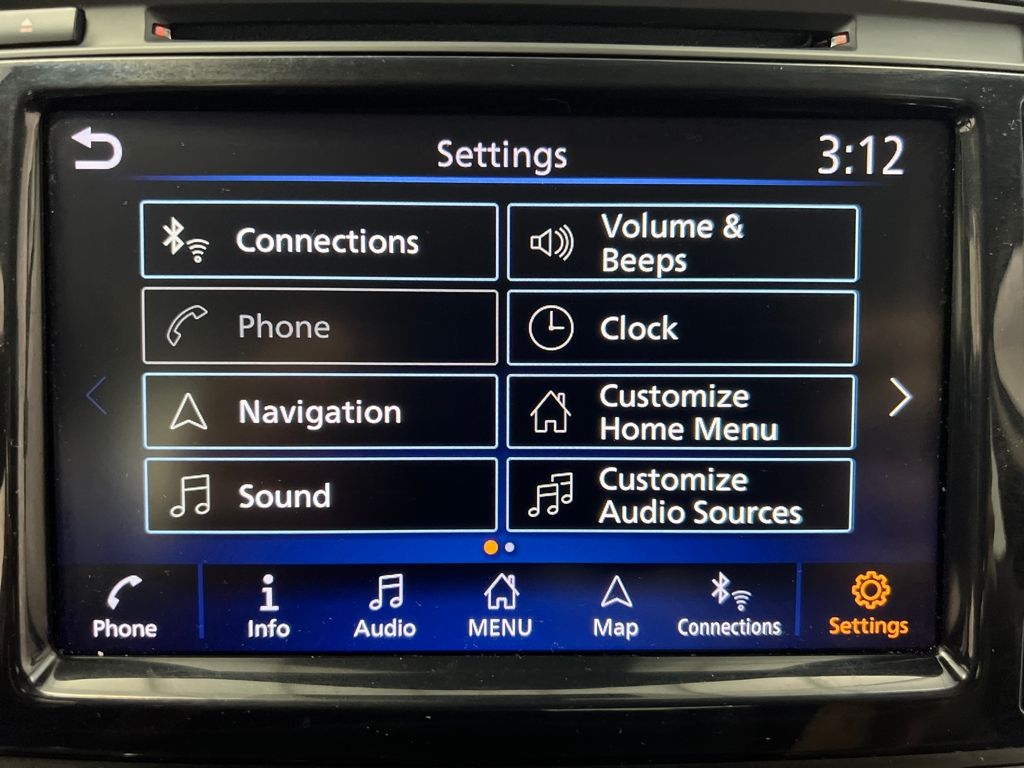 Settings
3:12
Connections
Volume &
Beeps
Phone
Clock
Navigation
Customize
Home Menu
Sound
Customize
Audio Sources
Phone
Info
Audio
MENU
Map
Connections
Settings